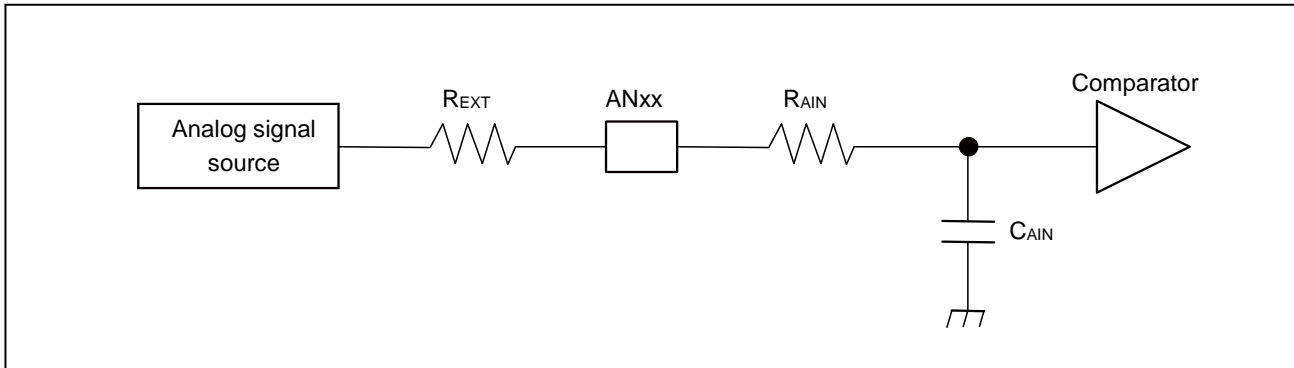 Analog signal
source
REXT
ANxx
RAIN
Comparator
CAIN